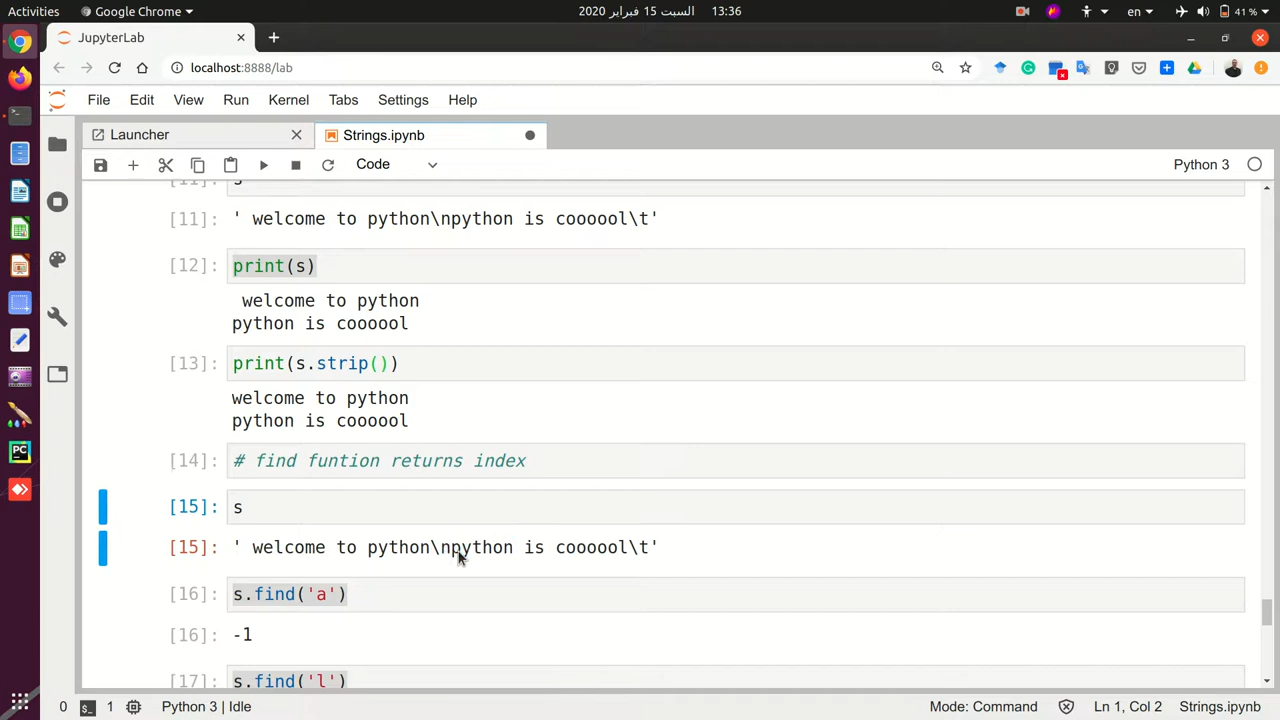 Activities
Google Chrome
السبت 15 فبراير 2020 13:36
en
41 %
JupyterLab
localhost:8888/lab
File Edit View Run Kernel Tabs Settings Help
Launcher
Strings.ipynb
Code
Python 3
[11]: s
[11]: ' welcome to python\npython is coooool\t'
[12]: print(s)
welcome to python
python is coooool
[13]: print(s.strip())
welcome to python
python is coooool
[14]: # find funtion returns index
[15]: s
[15]: ' welcome to python\npython is coooool\t'
[16]: s.find('a')
[16]: -1
[17]: s.find('l')
0 1 Python 3 | Idle Mode: Command Ln 1, Col 2 Strings.ipynb